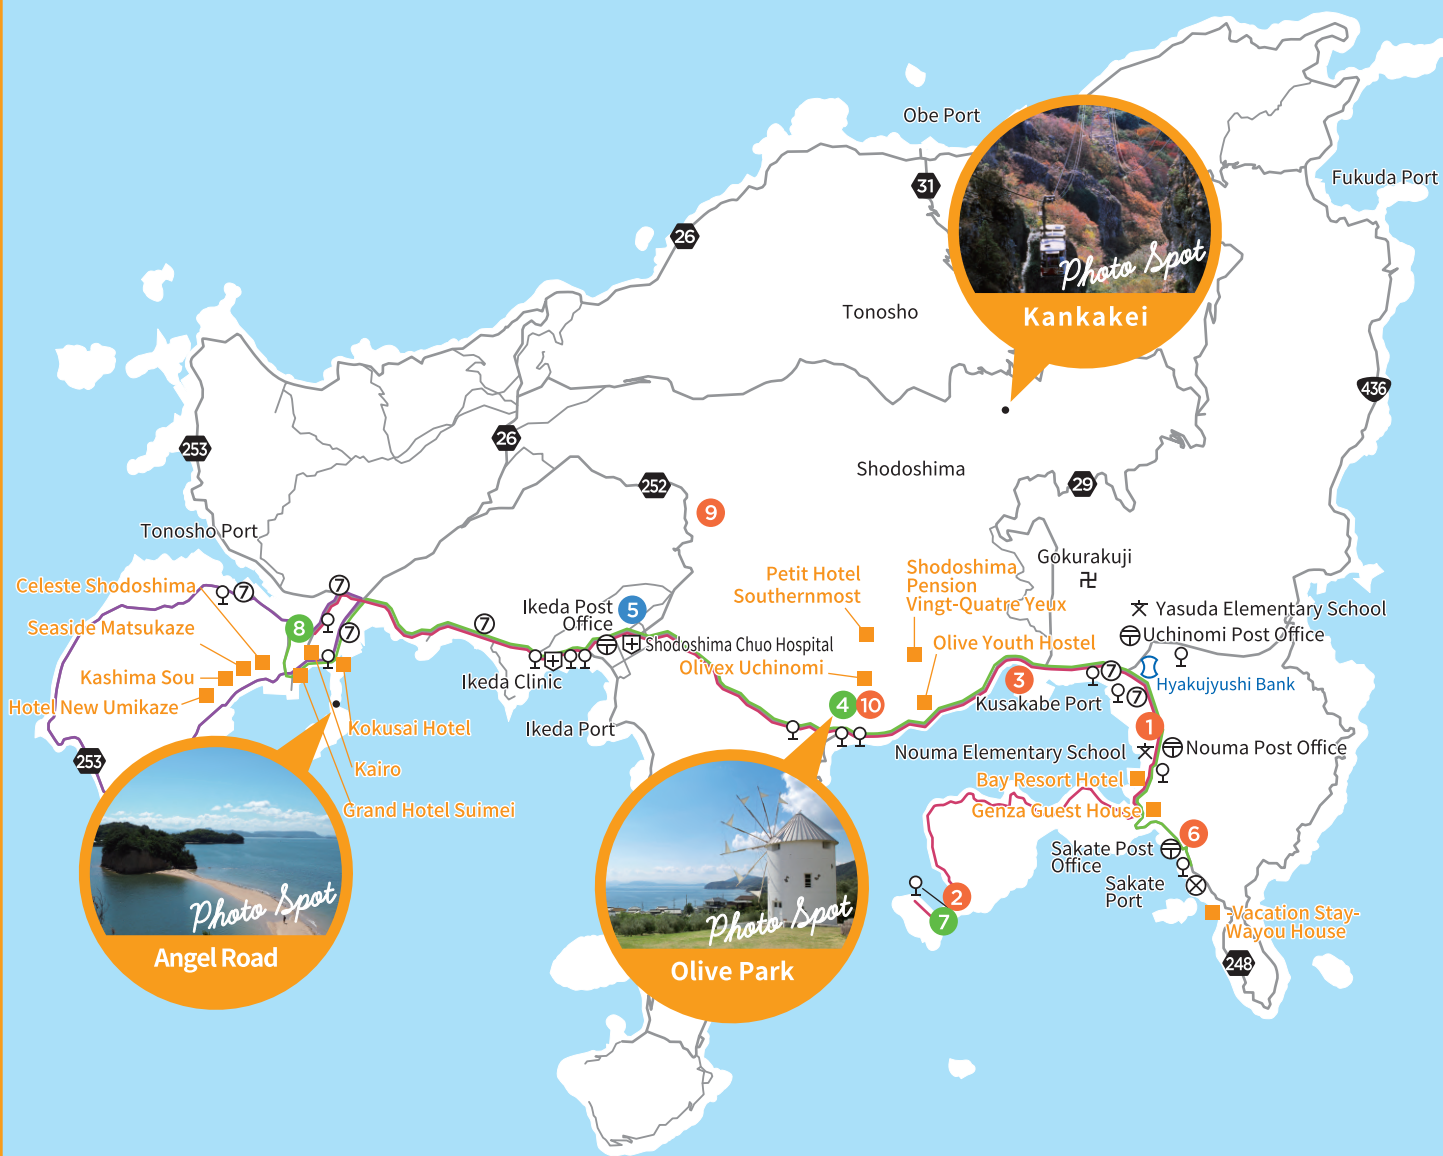 Obe Port
31
Fukuda Port
26
Photo Spot
Kankakei
Tonosho
436
26
253
Shodoshima
252
29
9
Tonosho Port
Gokurakuji
Celeste Shodoshima
7
7
Petit Hotel
Southernmost
Shodoshima
Pension
Vingt-Quatre Yeux
Ikeda Post
Office
5
Yasuda Elementary School
Seaside Matsukaze
8
7
7
Uchinomi Post Office
Shodoshima Chuo Hospital
Olive Youth Hostel
Olivex Uchinomi
Kashima Sou
Ikeda Clinic
3
7
Hyakujyushi Bank
Hotel New Umikaze
4
10
Kusakabe Port
7
Kokusai Hotel
Ikeda Port
1
253
Nouma Elementary School
Nouma Post Office
Kairo
Bay Resort Hotel
Grand Hotel Suimei
Genza Guest House
6
Sakate Post
Office
Sakate
Port
2
7
Photo Spot
Angel Road
Photo Spot
Olive Park
-Vacation Stay-
Wayou House
248